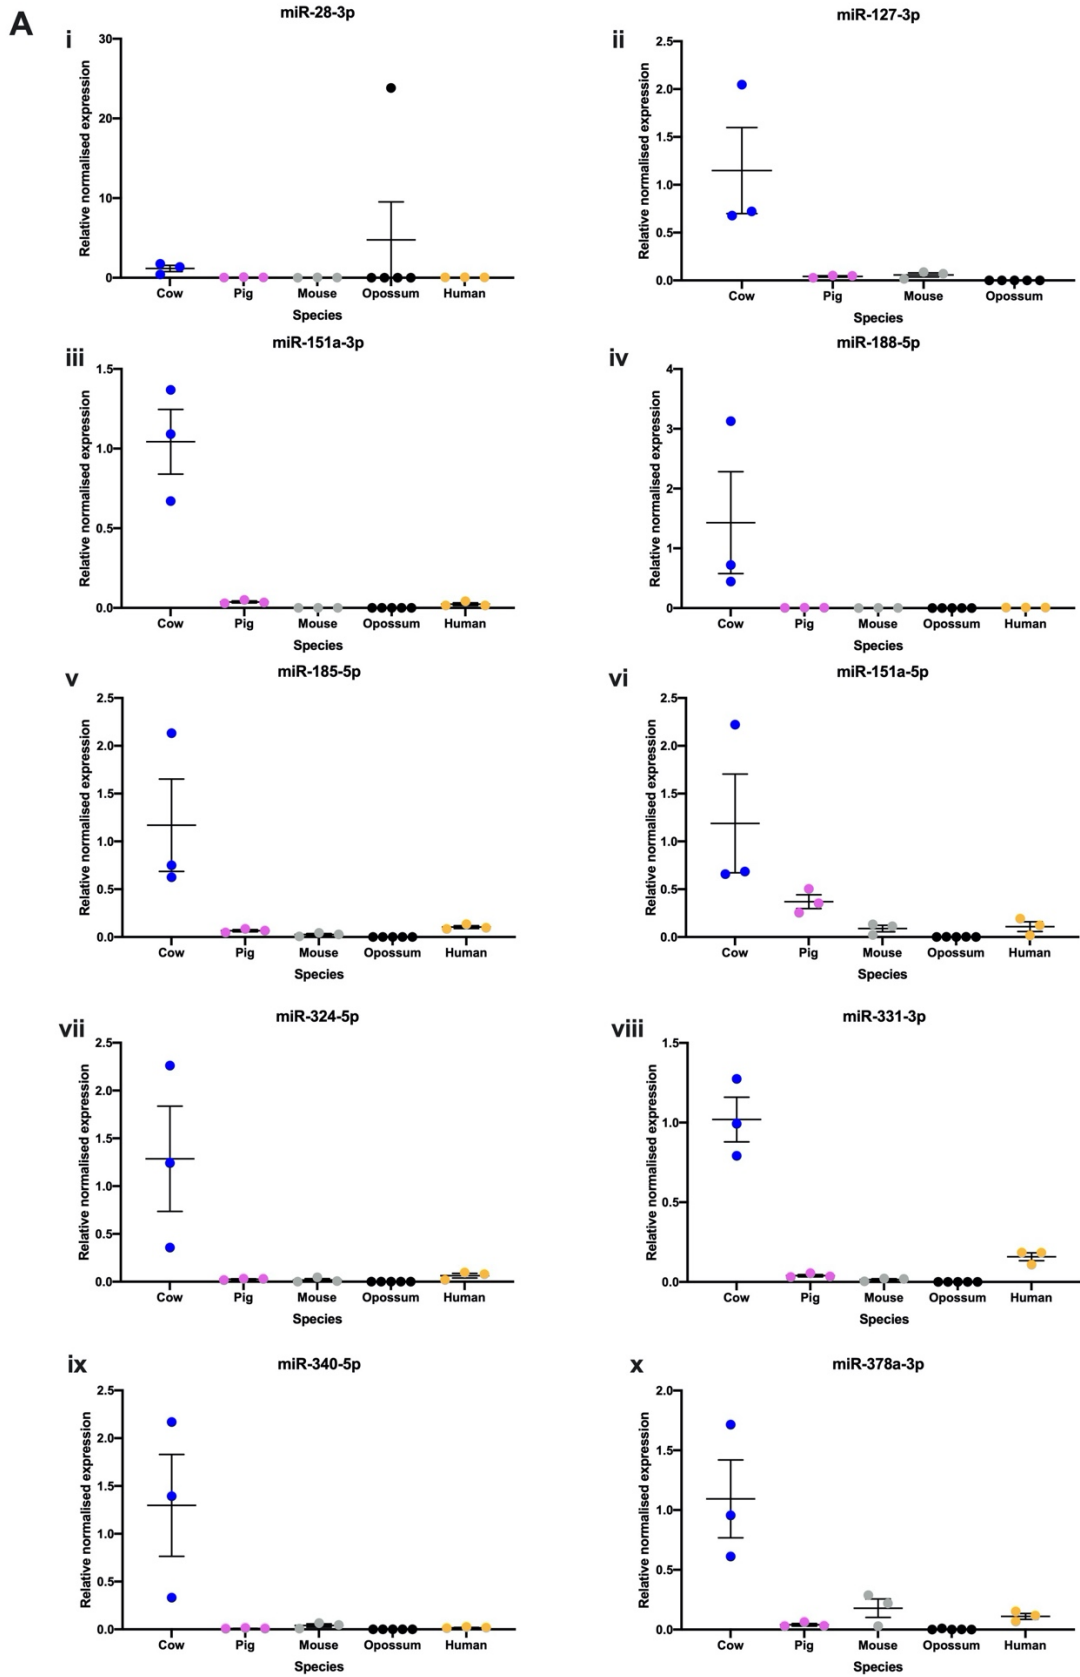 A
i
miR-28-3p
Relative normalised expression
30
20
10
0
Cow Pig Mouse Opossum Human
Species
ii
miR-127-3p
Relative normalised expression
2.5
2.0
1.5
1.0
0.5
0.0
Cow Pig Mouse Opossum
Species
iii
miR-151a-3p
Relative normalised expression
1.5
1.0
0.5
0.0
Cow Pig Mouse Opossum Human
Species
iv
miR-188-5p
Relative normalised expression
4
3
2
1
0
Cow Pig Mouse Opossum Human
Species
v
miR-185-5p
Relative normalised expression
2.5
2.0
1.5
1.0
0.5
0.0
Cow Pig Mouse Opossum Human
Species
vi
miR-151a-5p
Relative normalised expression
2.5
2.0
1.5
1.0
0.5
0.0
Cow Pig Mouse Opossum Human
Species
vii
miR-324-5p
Relative normalised expression
2.5
2.0
1.5
1.0
0.5
0.0
Cow Pig Mouse Opossum Human
Species
viii
miR-331-3p
Relative normalised expression
1.5
1.0
0.5
0.0
Cow Pig Mouse Opossum Human
Species
ix
miR-340-5p
Relative normalised expression
2.5
2.0
1.5
1.0
0.5
0.0
Cow Pig Mouse Opossum Human
Species
x
miR-378a-3p
Relative normalised expression
2.0
1.5
1.0
0.5
0.0
Cow Pig Mouse Opossum Human
Species